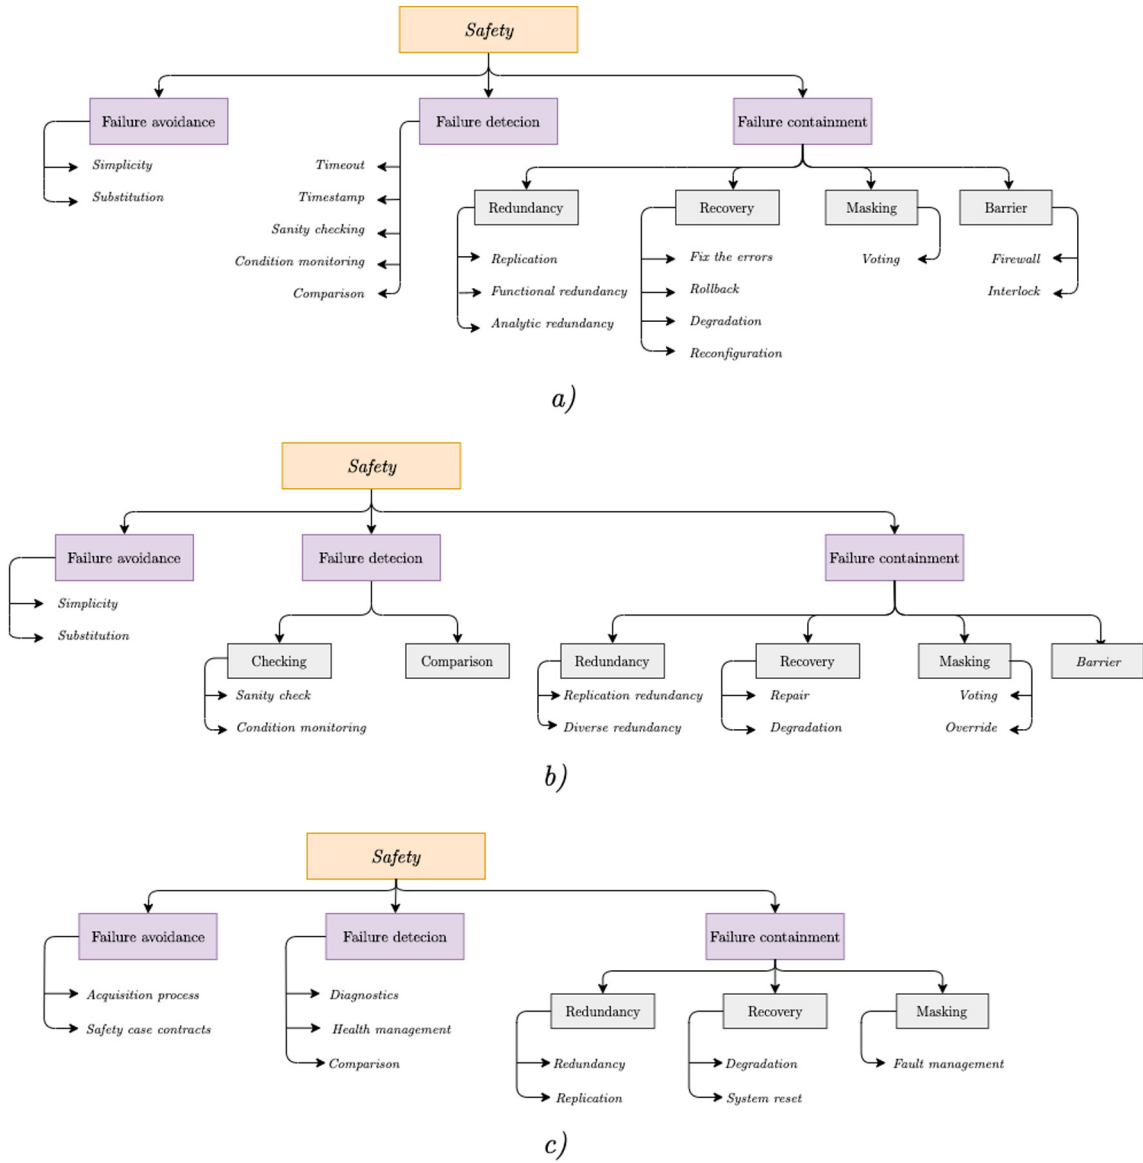 Safety
Failure avoidance
Failure detecion
Failure containment
Simplicity
Substitution
Timeout
Timestamp
Sanity checking
Condition monitoring
Comparison
Redundancy
Recovery
Masking
Barrier
Replication
Functional redundancy
Analytic redundancy
Fix the errors
Rollback
Degradation
Reconfiguration
Voting
Firewall
Interlock
a)
Safety
Failure avoidance
Failure detecion
Failure containment
Simplicity
Substitution
Checking
Comparison
Redundancy
Recovery
Masking
Barrier
Sanity check
Condition monitoring
Replication redundancy
Diverse redundancy
Repair
Degradation
Voting
Override
b)
Safety
Failure avoidance
Failure detecion
Failure containment
Acquisition process
Safety case contracts
Diagnostics
Health management
Comparison
Redundancy
Recovery
Masking
Redundancy
Replication
Degradation
System reset
Fault management
c)